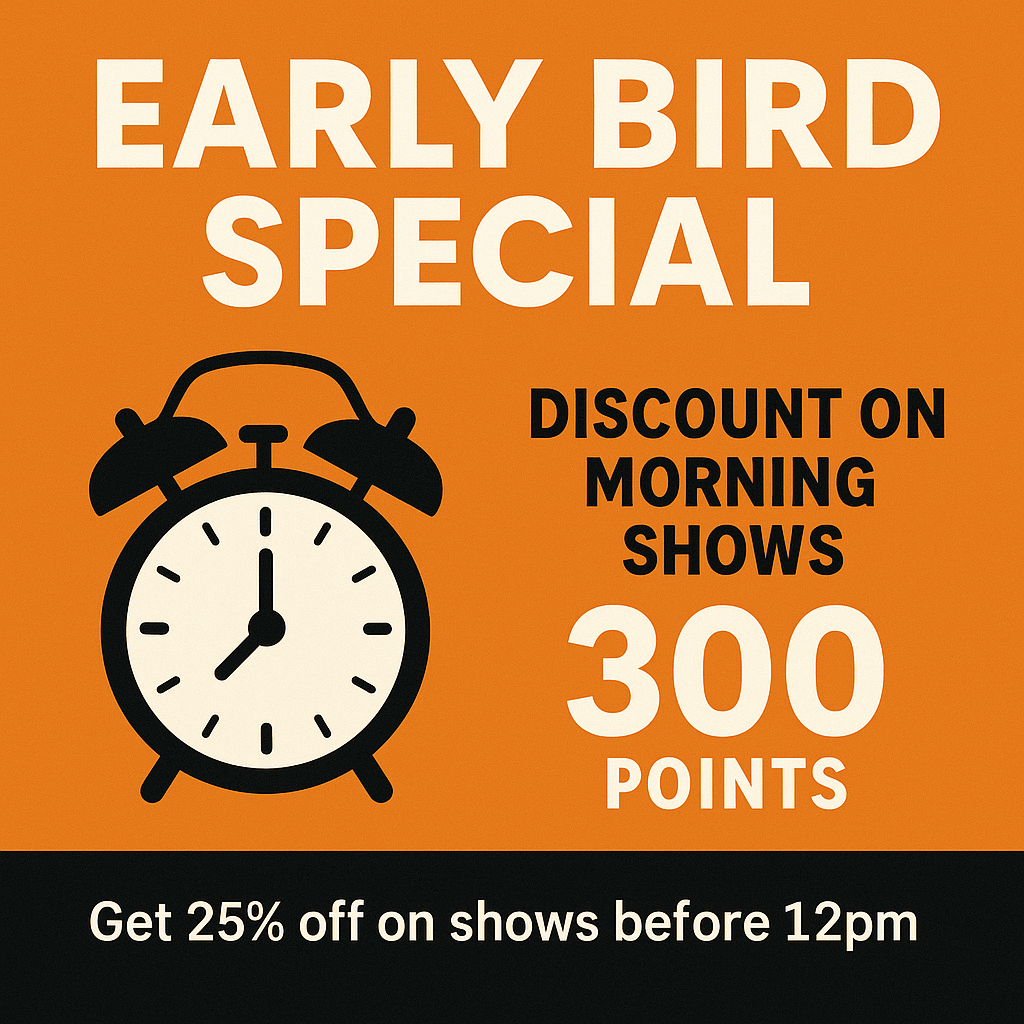 EARLY BIRD
SPECIAL
DISCOUNT ON
MORNING
SHOWS
300
POINTS
Get 25% off on shows before 12pm